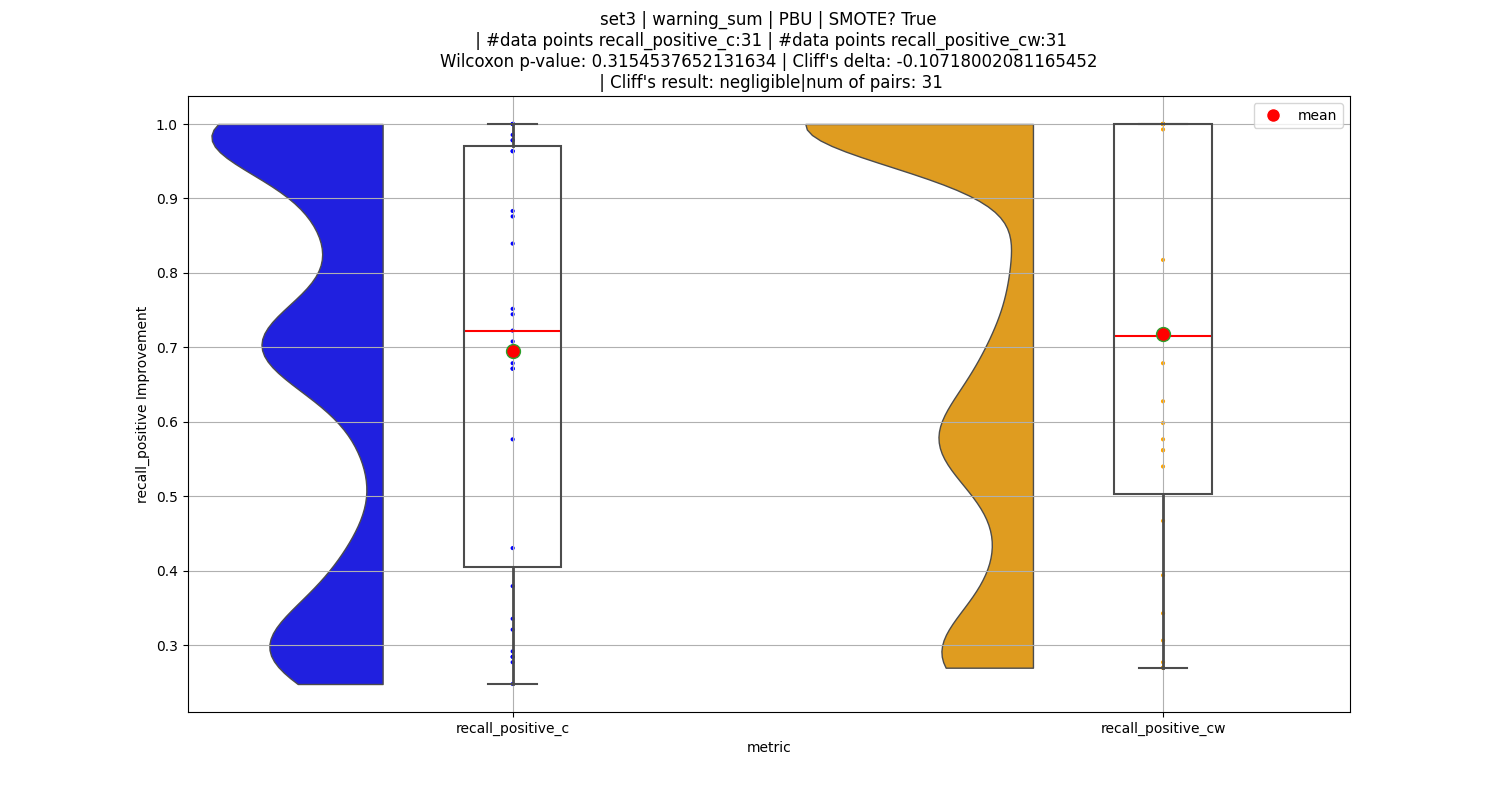 set3 | warning_sum | PBU | SMOTE? True
| #data points recall_positive_c:31 | #data points recall_positive_cw:31
Wilcoxon p-value: 0.3154537652131634 | Cliff's delta: -0.10718002081165452
| Cliff's result: negligible|num of pairs: 31
mean
1.0
0.9
0.8
0.7
0.6
0.5
0.4
0.3
recall_positive Improvement
recall_positive_c
recall_positive_cw
metric